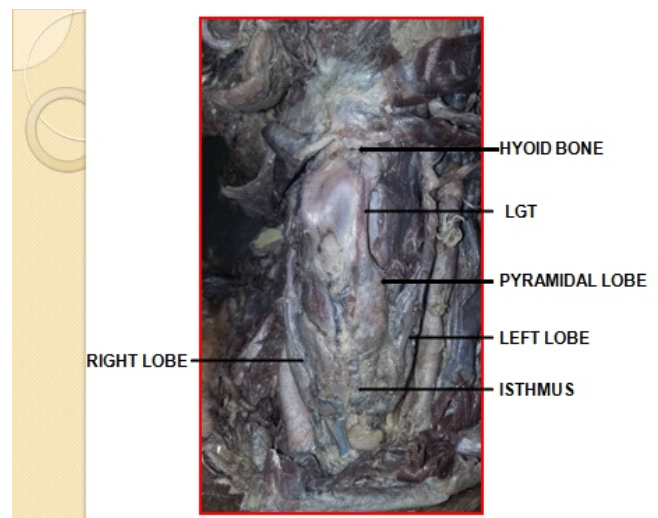 HYOID BONE
LGT
PYRAMIDAL LOBE
LEFT LOBE
RIGHT LOBE
ISTHMUS